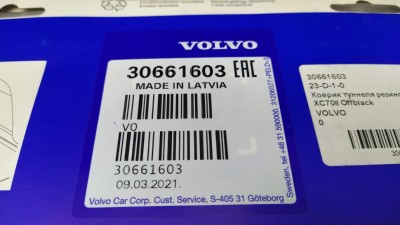 VOLVO
30661603
EAC
MADE IN LATVIA
VO
30661603
09.03.2021.
Volvo Car Corp. Cust. Service, S-405 31 Göteborg
Sweden, tel +46 31 590000,
30661603
23-D-1-0
Коврик туннеля резин
XC70II Offblack
VOLVO
0